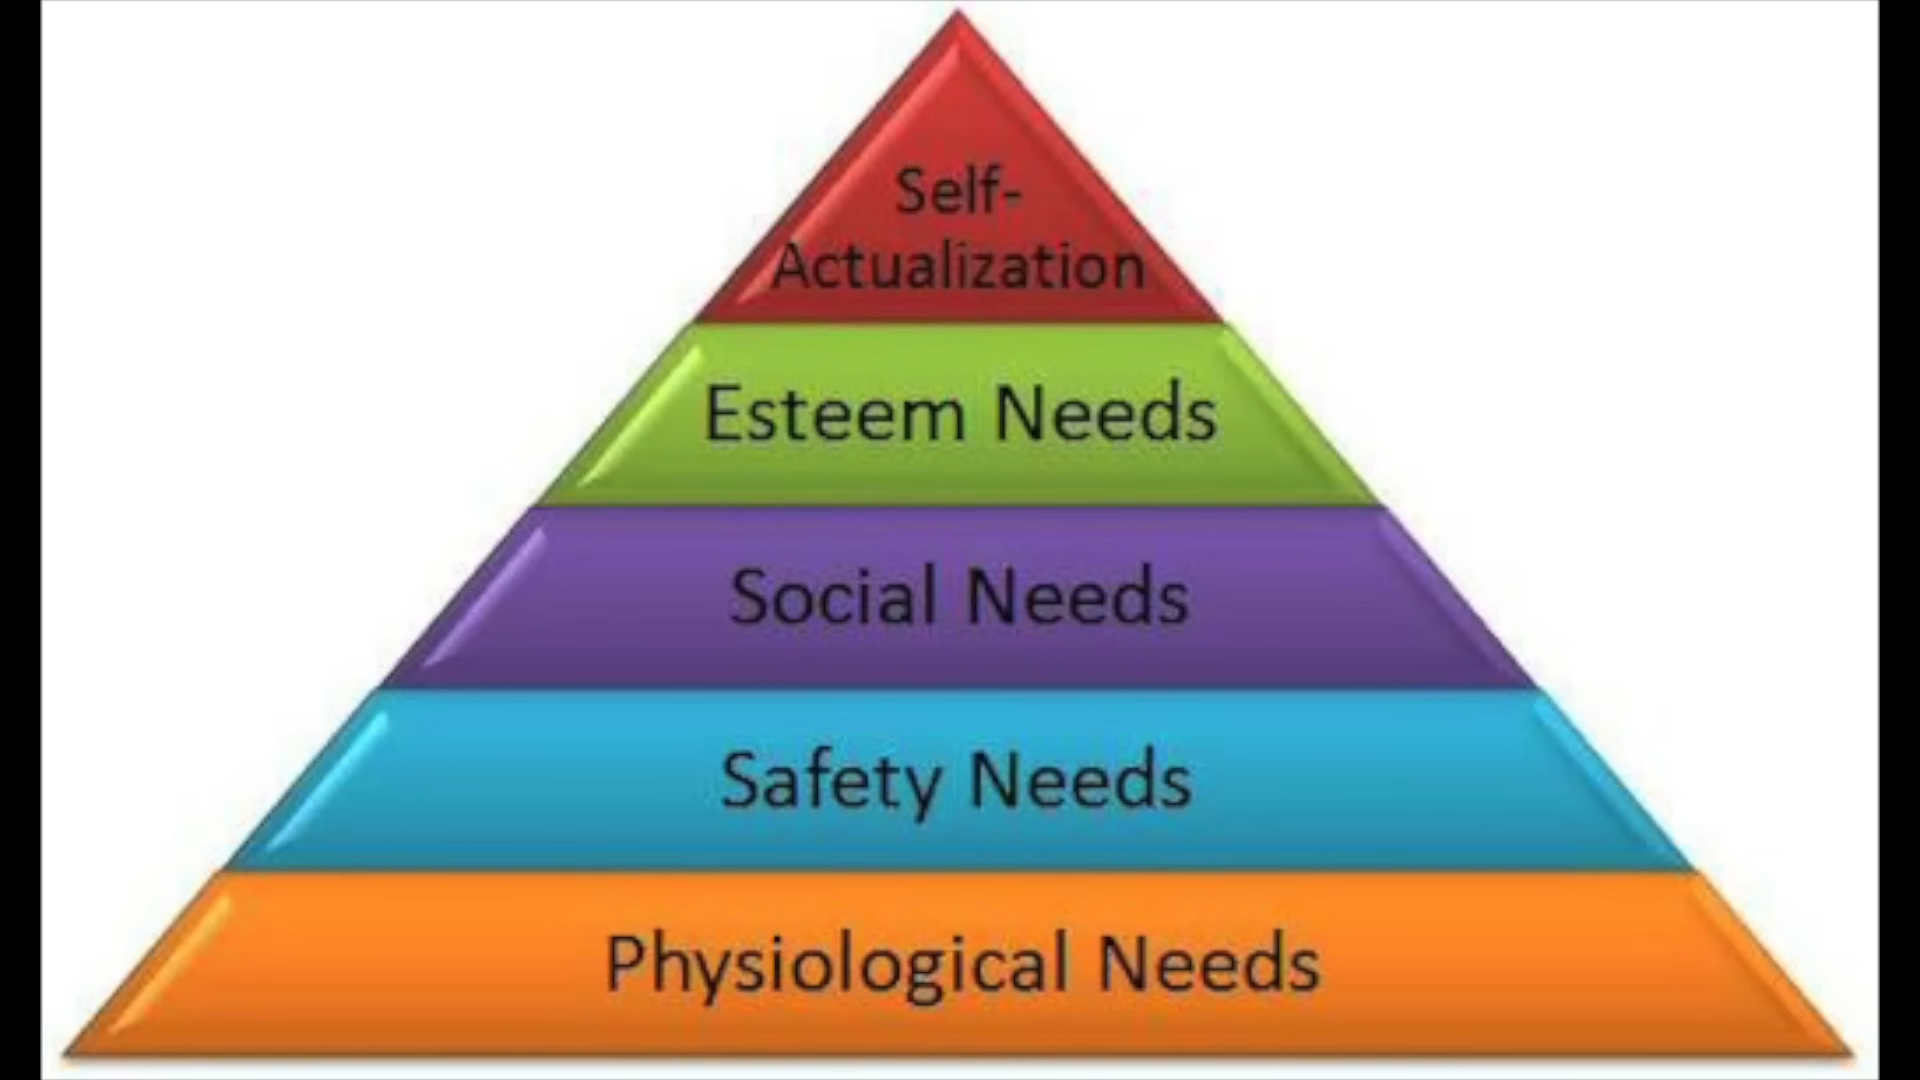 Self-
Actualization
Esteem Needs
Social Needs
Safety Needs
Physiological Needs